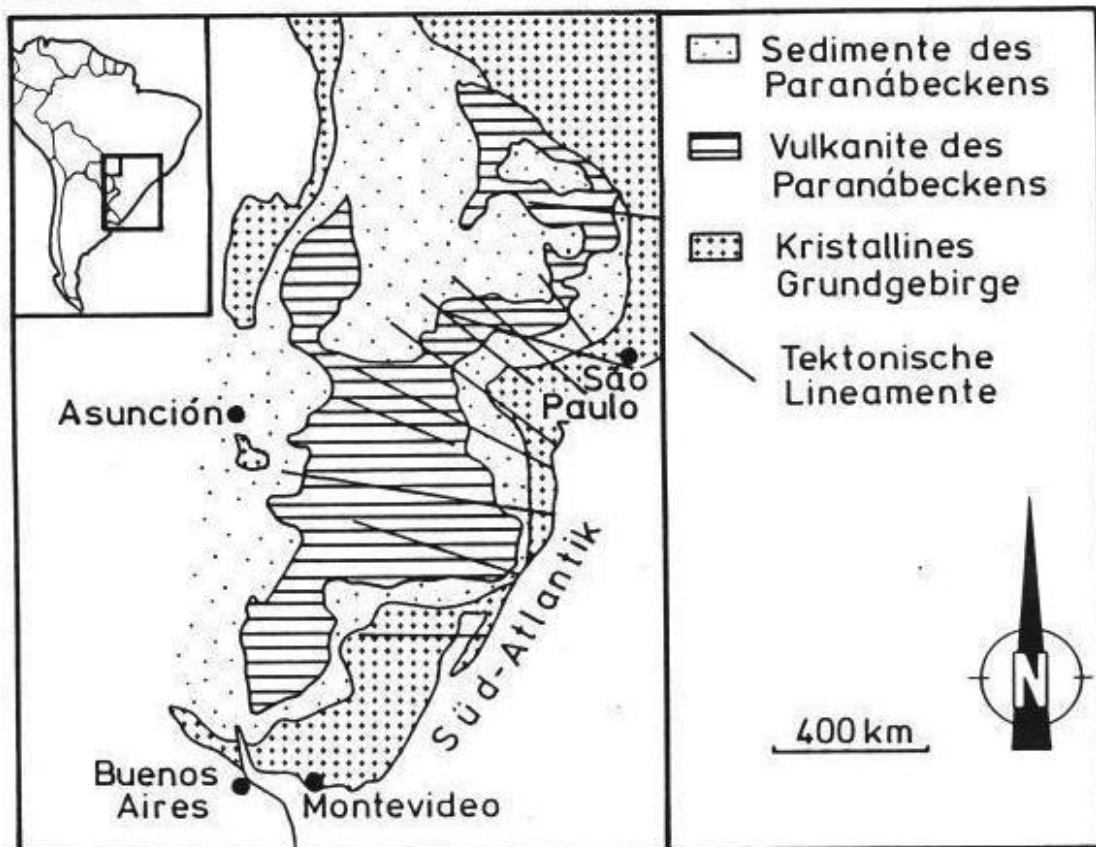 Sedimente des
Paranábeckens
Vulkanite des
Paranábeckens
Kristallines
Grundgebirge
Tektonische
Lineamente
São
Paulo
Asunción
Süd-Atlantik
Buenos
Aires
Montevideo
400 km
N